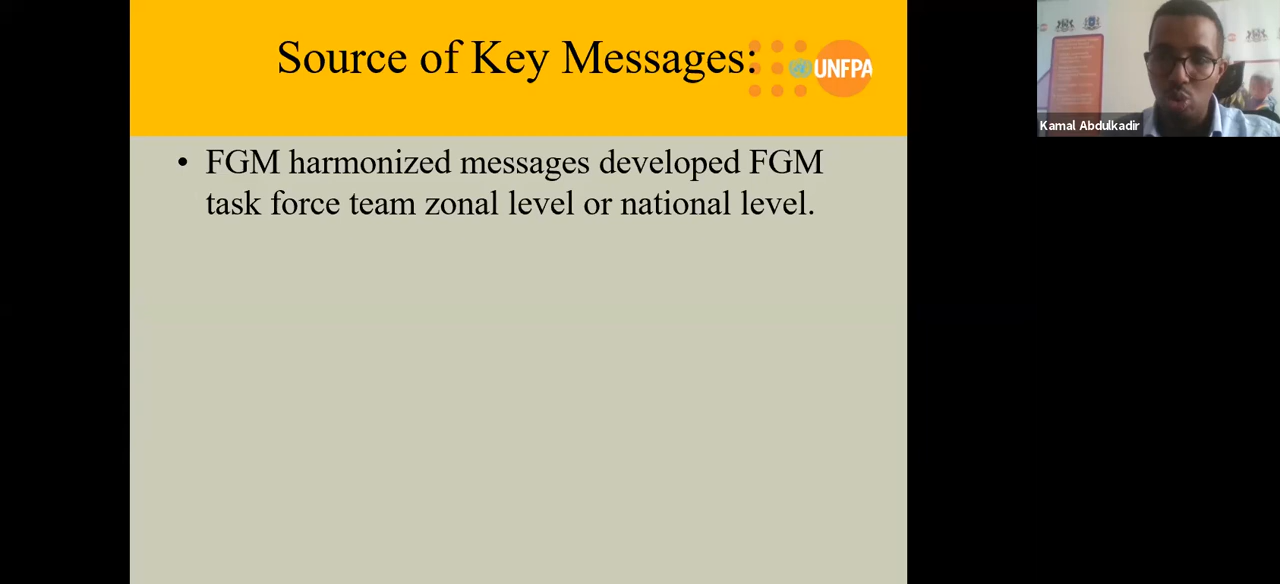 Source of Key Messages:
UNFPA
• FGM harmonized messages developed FGM
task force team zonal level or national level.
Kamal Abdulkadir